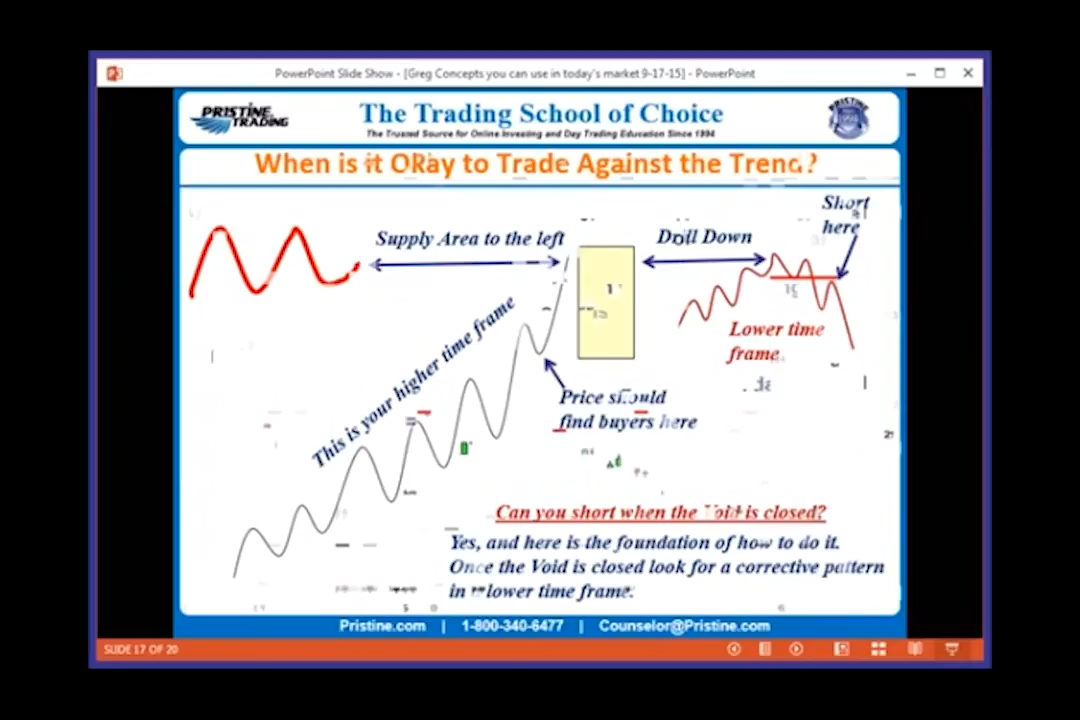 PowerPoint Slide Show - [Greg Concepts you can use in today's market 9-17-15] - PowerPoint
PRISTINE
TRADING
The Trading School of Choice
The Trusted Source for Online Investing and Day Trading Education Since 1994
PRISTINE
When is it OKay to Trade Against the Trend?
Short
here
Supply Area to the left
Drill Down
This is your higher time frame
Lower time
frame
Price should
find buyers here
Can you short when the Void is closed?
Yes, and here is the foundation of how to do it.
Once the Void is closed look for a corrective pattern
in lower time frame.
Pristine.com | 1-800-340-6477 | Counselor@Pristine.com
SLIDE 17 OF 20